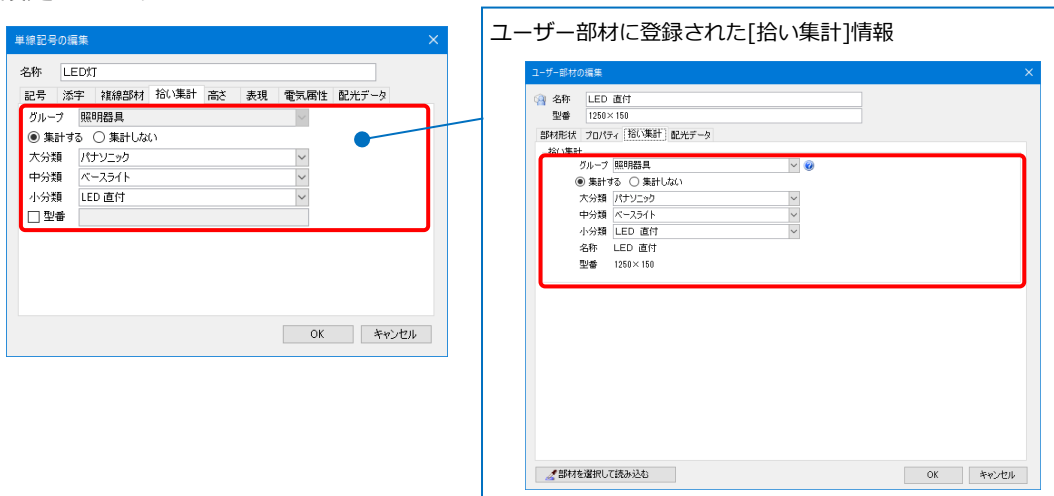 単線記号の編集
名称 LED灯
記号 添字 複線部材 拾い集計 高さ 表現 電気属性 配光データ
グループ 照明器具
集計する 集計しない
大分類 パナソニック
中分類 ベースライト
小分類 LED 直付
型番
OK キャンセル
ユーザー部材に登録された[拾い集計]情報
ユーザー部材の編集
名称 LED 直付
型番 1250×150
部材形状 プロパティ 拾い集計 配光データ
拾い集計
グループ 照明器具
集計する 集計しない
大分類 パナソニック
中分類 ベースライト
小分類 LED 直付
名称 LED 直付
型番 1250×150
部材を選択して読み込む OK キャンセル